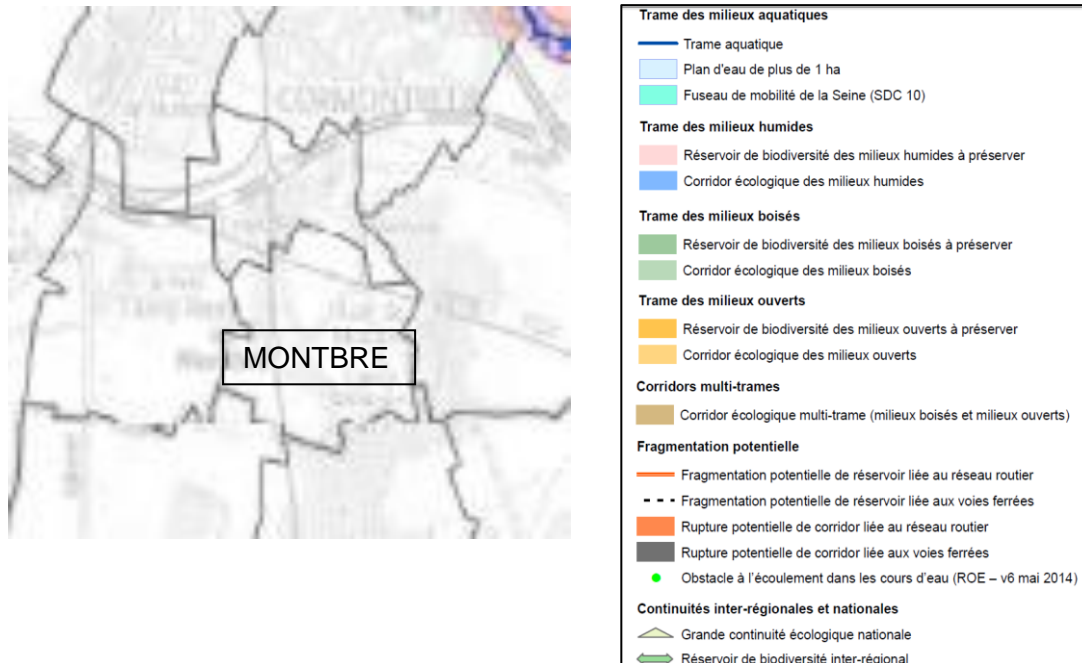 CORMONTREUIL
MONTBRE
Trame des milieux aquatiques
Trame aquatique
Plan d'eau de plus de 1 ha
Fuseau de mobilité de la Seine (SDC 10)
Trame des milieux humides
Réservoir de biodiversité des milieux humides à préserver
Corridor écologique des milieux humides
Trame des milieux boisés
Réservoir de biodiversité des milieux boisés à préserver
Corridor écologique des milieux boisés
Trame des milieux ouverts
Réservoir de biodiversité des milieux ouverts à préserver
Corridor écologique des milieux ouverts
Corridors multi-trames
Corridor écologique multi-trame (milieux boisés et milieux ouverts)
Fragmentation potentielle
Fragmentation potentielle de réservoir liée au réseau routier
Fragmentation potentielle de réservoir liée aux voies ferrées
Rupture potentielle de corridor liée au réseau routier
Rupture potentielle de corridor liée aux voies ferrées
Obstacle à l'écoulement dans les cours d'eau (ROE – v6 mai 2014)
Continuités inter-régionales et nationales
Grande continuité écologique nationale
Réservoir de biodiversité inter-régional